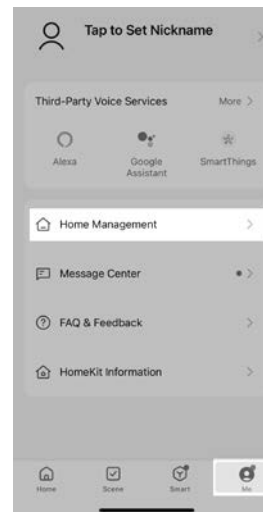 Tap to Set Nickname
Third-Party Voice Services More
Alexa
Google
Assistant
SmartThings
Home Management
Message Center
FAQ & Feedback
HomeKit Information
Home Scene Smart Me